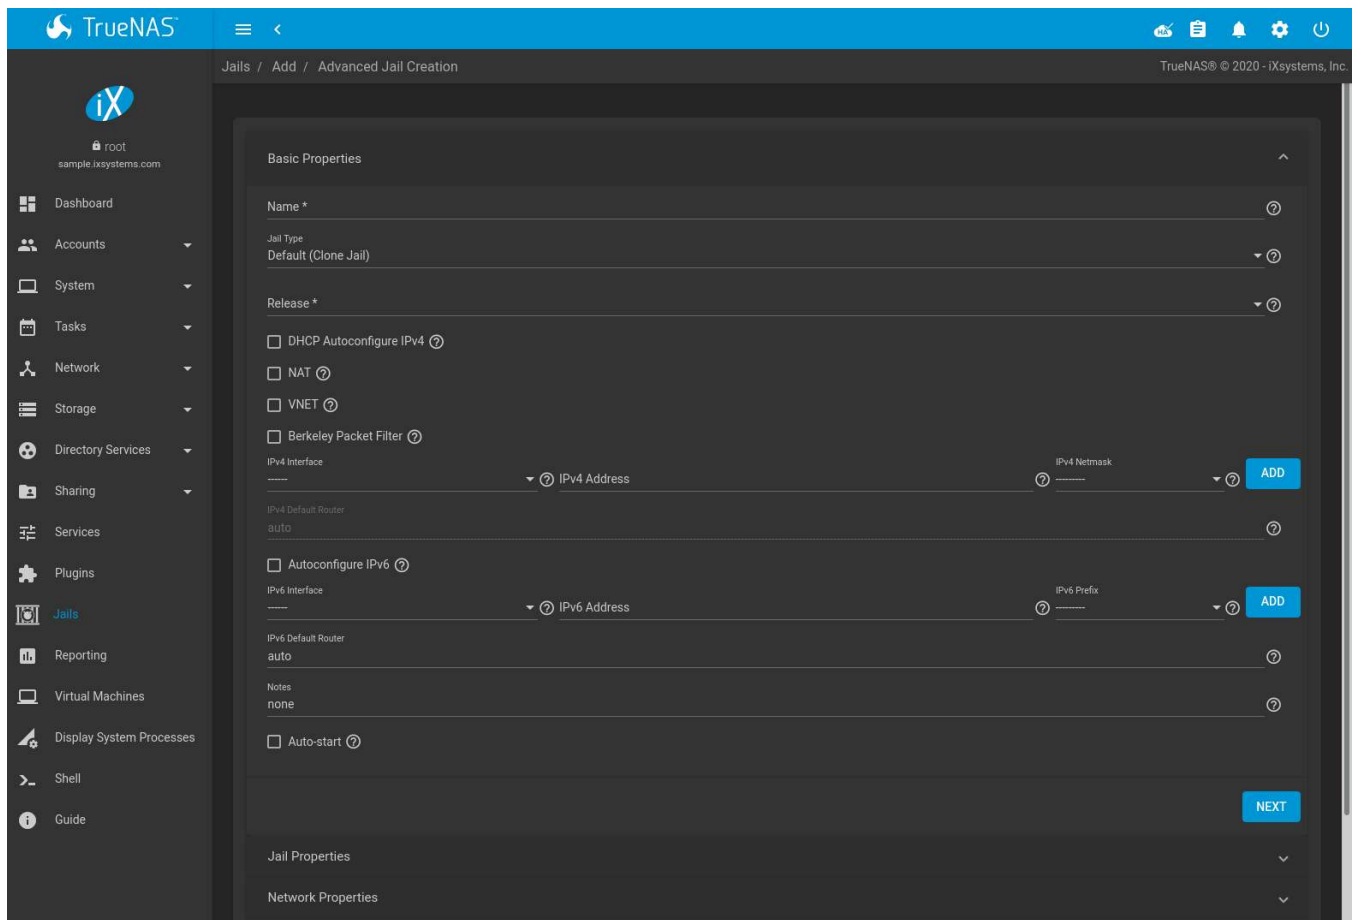 TrueNAS
HA
Jails / Add / Advanced Jail Creation
TrueNAS® © 2020 - iXsystems, Inc.
iX
root
sample.ixsystems.com
Dashboard
Accounts
System
Tasks
Network
Storage
Directory Services
Sharing
Services
Plugins
Jails
Reporting
Virtual Machines
Display System Processes
Shell
Guide
Basic Properties
Name *
Jail Type
Default (Clone Jail)
Release *
DHCP Autoconfigure IPv4
NAT
VNET
Berkeley Packet Filter
IPv4 Interface
------
IPv4 Address
IPv4 Netmask
---------
ADD
IPv4 Default Router
auto
Autoconfigure IPv6
IPv6 Interface
------
IPv6 Address
IPv6 Prefix
---------
ADD
IPv6 Default Router
auto
Notes
none
Auto-start
NEXT
Jail Properties
Network Properties